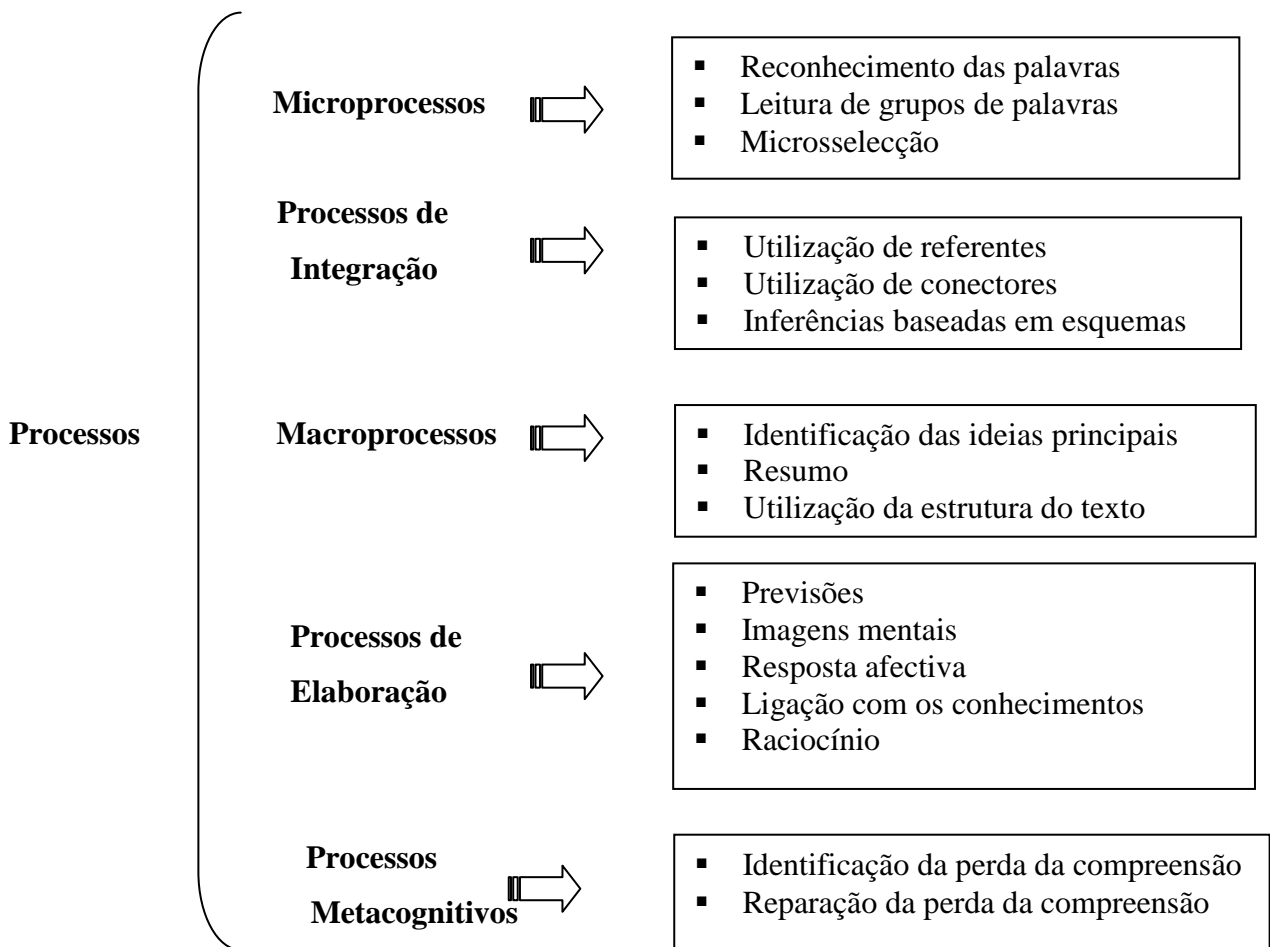 Processos
Microprocessos
▪ Reconhecimento das palavras
▪ Leitura de grupos de palavras
▪ Microsselecção
Processos de
Integração
▪ Utilização de referentes
▪ Utilização de conectores
▪ Inferências baseadas em esquemas
Macroprocessos
▪ Identificação das ideias principais
▪ Resumo
▪ Utilização da estrutura do texto
Processos de
Elaboração
▪ Previsões
▪ Imagens mentais
▪ Resposta afectiva
▪ Ligação com os conhecimentos
▪ Raciocínio
Processos
Metacognitivos
▪ Identificação da perda da compreensão
▪ Reparação da perda da compreensão